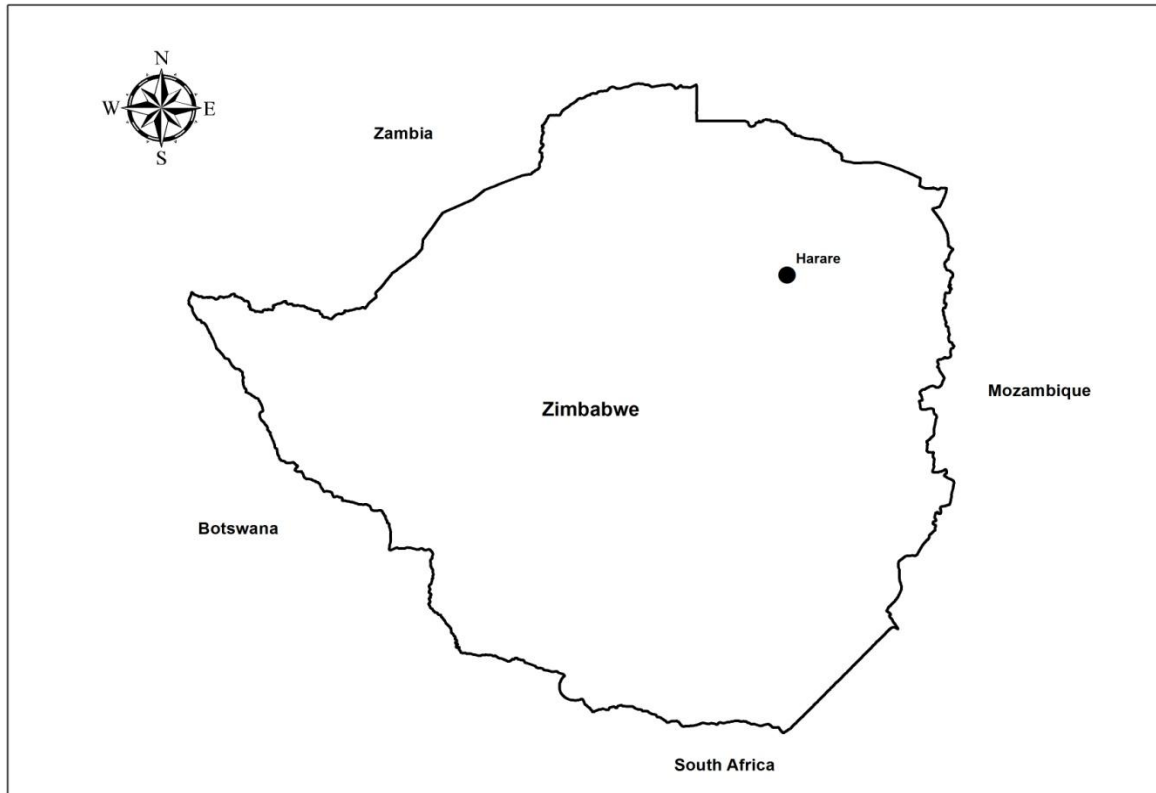 N
W E
S
Zambia
Harare
Mozambique
Zimbabwe
Botswana
South Africa